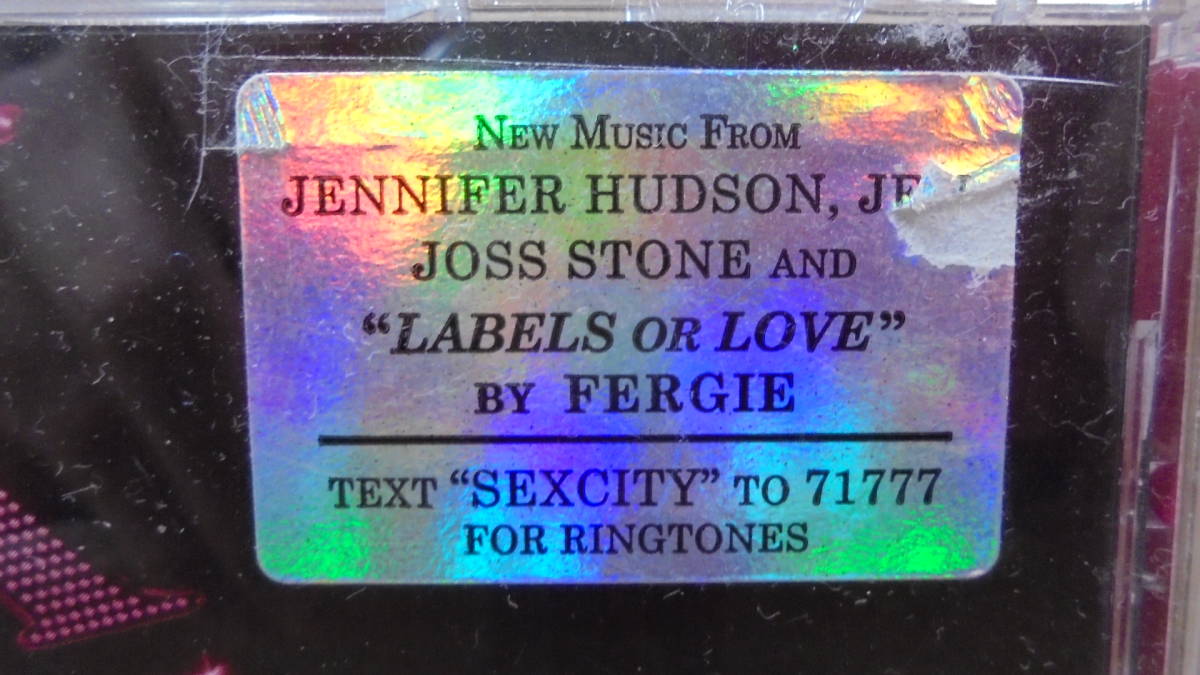 New Music From
JENNIFER HUDSON,
JOSS STONE AND
“LABELS OR LOVE”
BY FERGIE
TEXT “SEXCITY” TO 71777
FOR RINGTONES